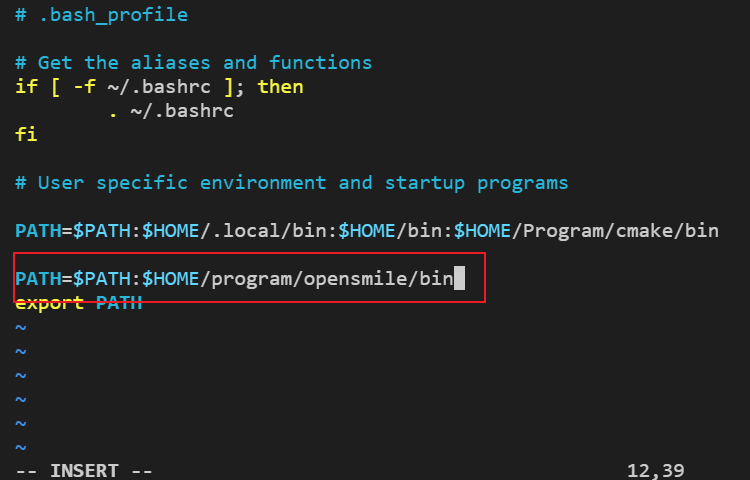 # .bash_profile
# Get the aliases and functions
if [ -f ~/.bashrc ]; then
        . ~/.bashrc
fi
# User specific environment and startup programs
PATH=$PATH:$HOME/.local/bin:$HOME/bin:$HOME/Program/cmake/bin
PATH=$PATH:$HOME/program/opensmile/bin
export PATH
~
~
~
~
~
~
-- INSERT --                                         12,39